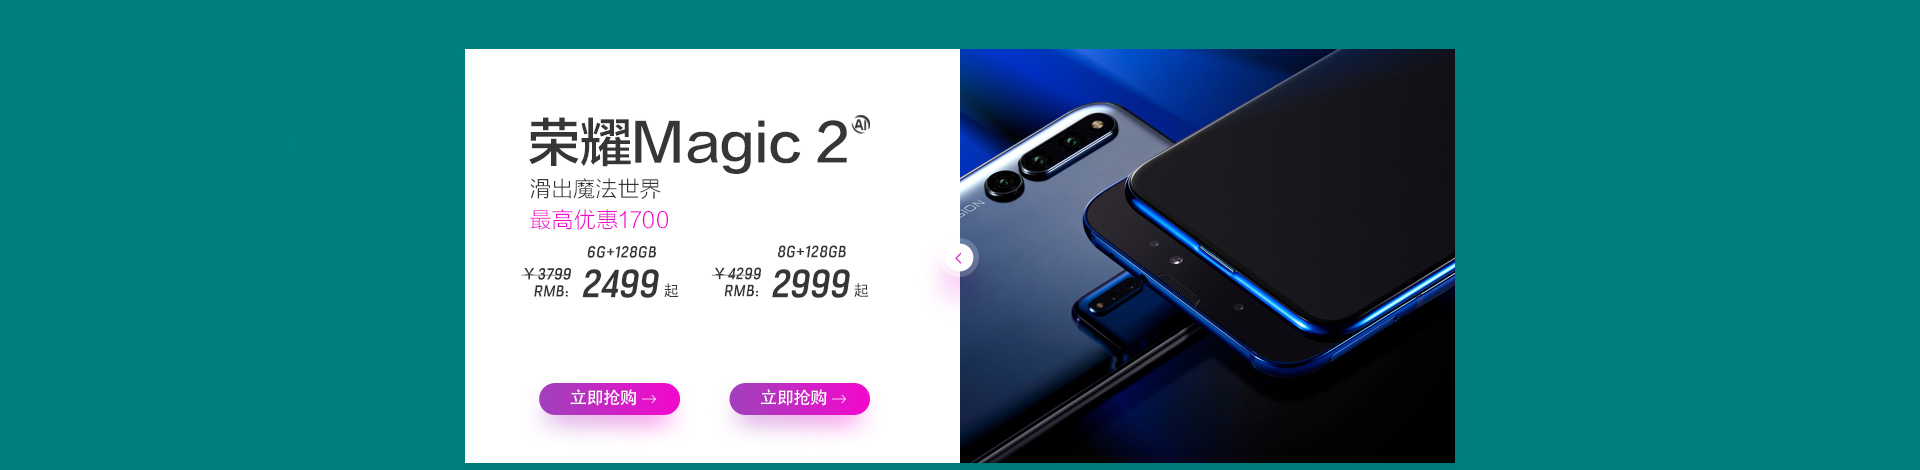 荣耀Magic 2 AI
滑出魔法世界
最高优惠1700
6G+128GB
¥3799
RMB: 2499 起
8G+128GB
¥4299
RMB: 2999 起
立即抢购→
立即抢购→